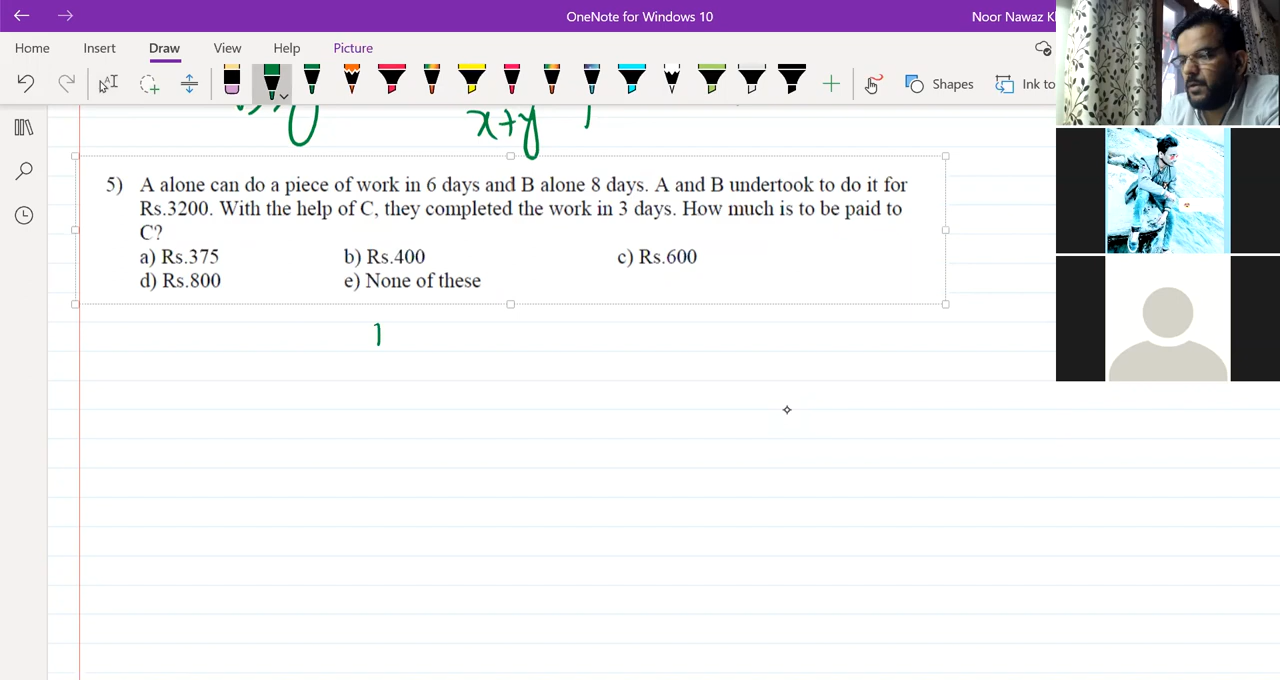 OneNote for Windows 10
Noor Nawaz Kl
Home Insert Draw View Help Picture
Shapes Ink to
x+y
5) A alone can do a piece of work in 6 days and B alone 8 days. A and B undertook to do it for
Rs.3200. With the help of C, they completed the work in 3 days. How much is to be paid to
C?
a) Rs.375 b) Rs.400 c) Rs.600
d) Rs.800 e) None of these
1